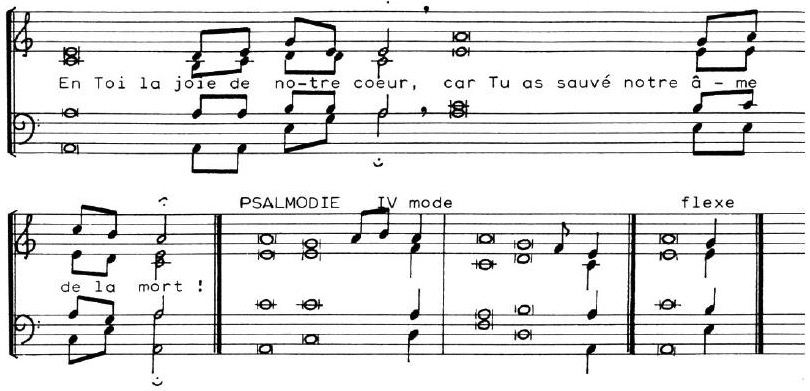 En Toi la joie de no-tre coeur, car Tu as sauvé notre â - me
PSALMODIE IV mode flexe
de la mort !